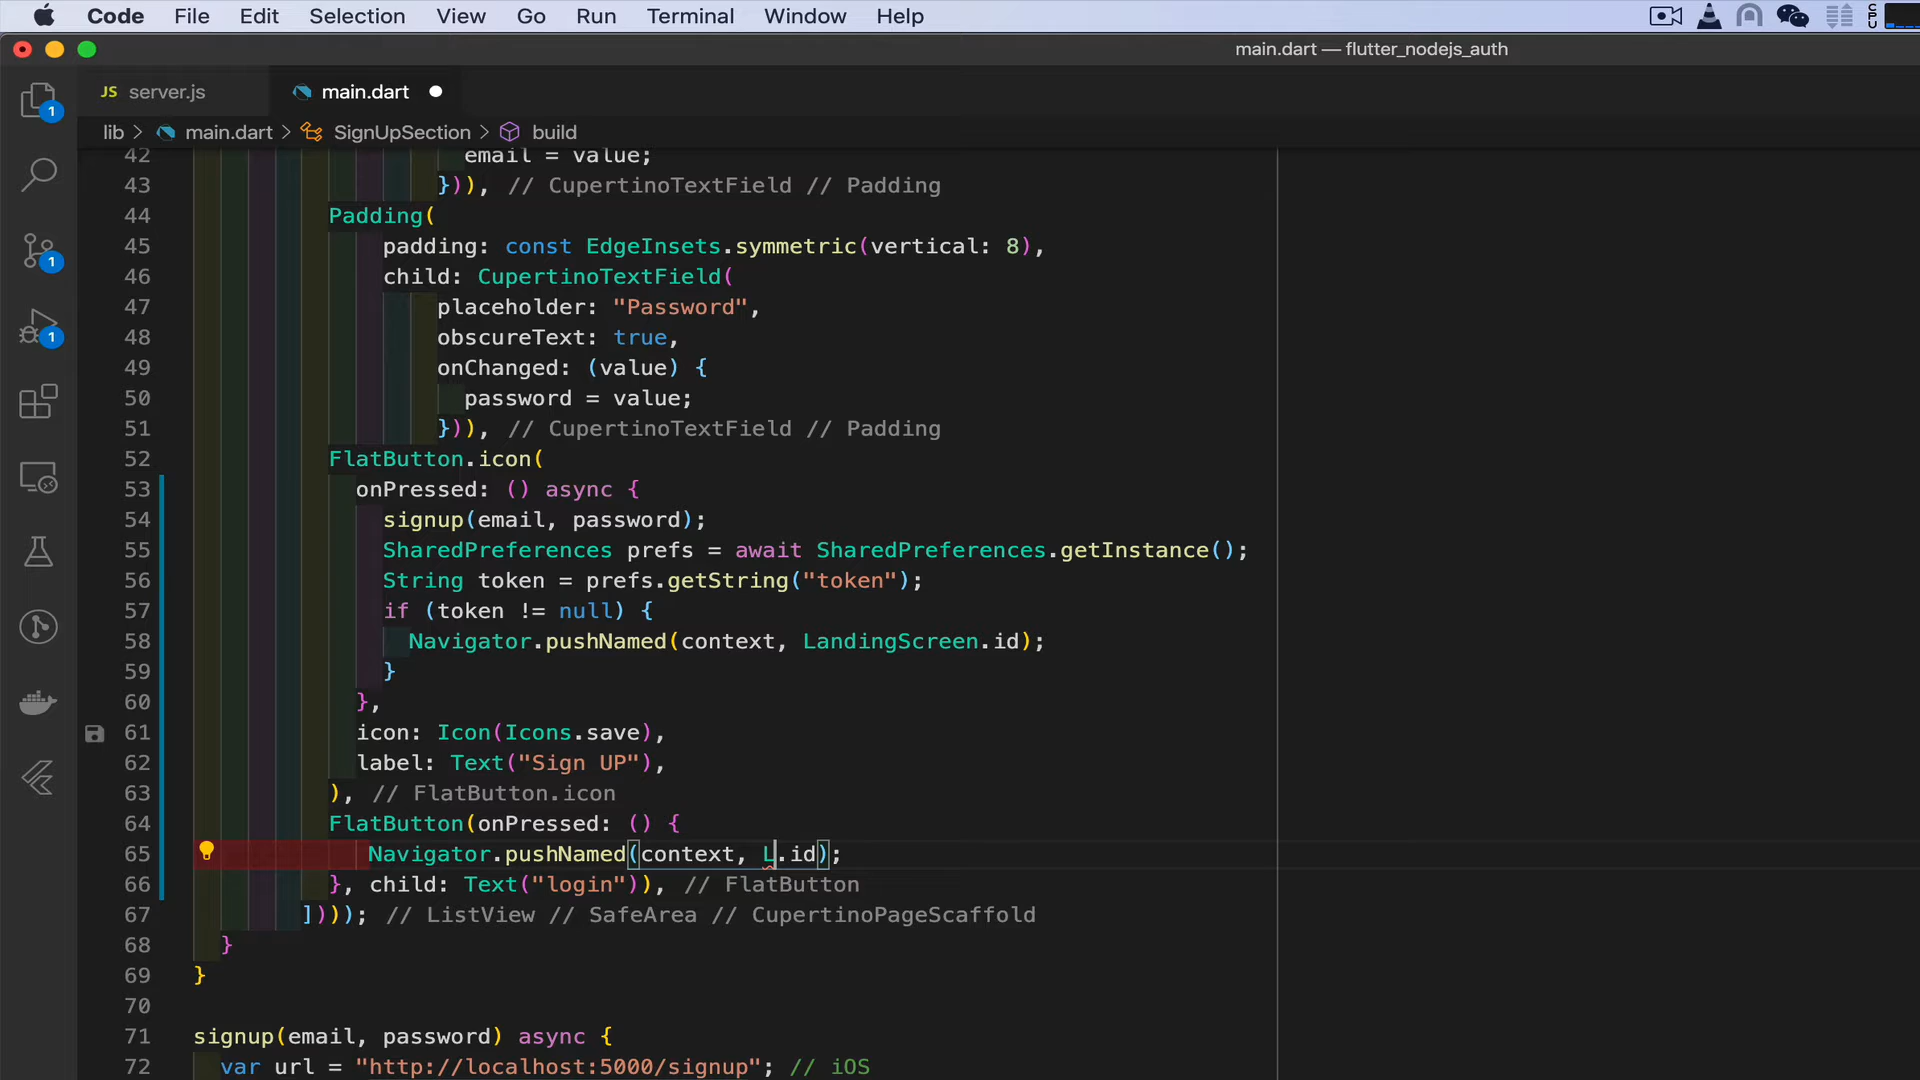 Code File Edit Selection View Go Run Terminal Window Help CPU
main.dart — flutter_nodejs_auth
JS server.js main.dart
lib > main.dart > SignUpSection > build
42 email = value;
43 })), // CupertinoTextField // Padding
44 Padding(
45 padding: const EdgeInsets.symmetric(vertical: 8),
46 child: CupertinoTextField(
47 placeholder: "Password",
48 obscureText: true,
49 onChanged: (value) {
50 password = value;
51 })), // CupertinoTextField // Padding
52 FlatButton.icon(
53 onPressed: () async {
54 signup(email, password);
55 SharedPreferences prefs = await SharedPreferences.getInstance();
56 String token = prefs.getString("token");
57 if (token != null) {
58 Navigator.pushNamed(context, LandingScreen.id);
59 }
60 },
61 icon: Icon(Icons.save),
62 label: Text("Sign UP"),
63 ), // FlatButton.icon
64 FlatButton(onPressed: () {
65 Navigator.pushNamed(context, L.id);
66 }, child: Text("login")), // FlatButton
67 ]))); // ListView // SafeArea // CupertinoPageScaffold
68 }
69 }
70
71 signup(email, password) async {
72 var url = "http://localhost:5000/signup"; // iOS
1
1
1